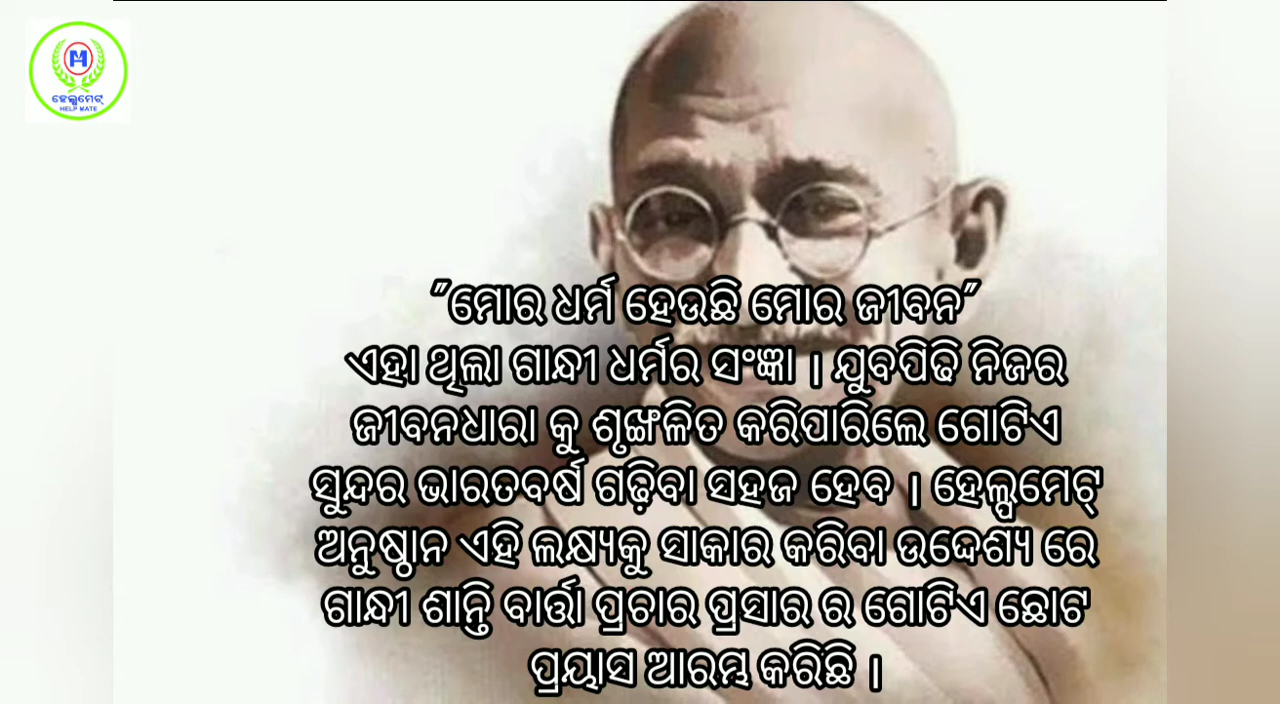 ହେଲ୍ପମେଟ୍
HELP MATE
"ମୋର ଧର୍ମ ହେଉଛି ମୋର ଜୀବନ"
ଏହା ଥିଲା ଗାନ୍ଧୀ ଧର୍ମର ସଂଜ୍ଞା । ଯୁବପିଢି ନିଜର
ଜୀବନଧାରା କୁ ଶୃଙ୍ଖଳିତ କରିପାରିଲେ ଗୋଟିଏ
ସୁନ୍ଦର ଭାରତବର୍ଷ ଗଢ଼ିବା ସହଜ ହେବ । ହେଲ୍ପମେଟ୍
ଅନୁଷ୍ଠାନ ଏହି ଲକ୍ଷ୍ୟକୁ ସାକାର କରିବା ଉଦ୍ଦେଶ୍ୟ ରେ
ଗାନ୍ଧୀ ଶାନ୍ତି ବାର୍ତ୍ତା ପ୍ରଚାର ପ୍ରସାର ର ଗୋଟିଏ ଛୋଟ
ପ୍ରୟାସ ଆରମ୍ଭ କରିଛି ।